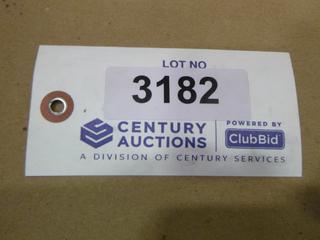 LOT NO
3182
CENTURY
AUCTIONS
POWERED BY
ClubBid
A DIVISION OF CENTURY SERVICES